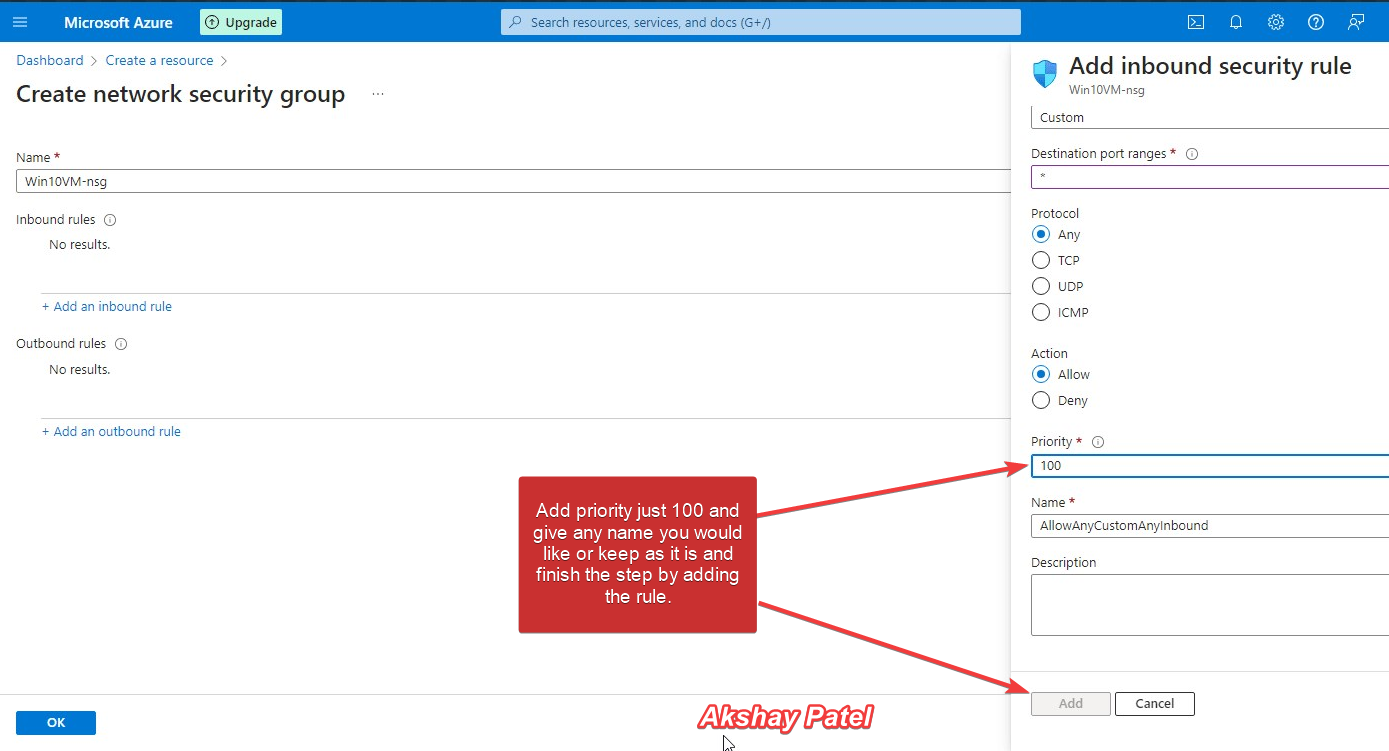 Microsoft Azure
Upgrade
Search resources, services, and docs (G+/)
Dashboard > Create a resource >
Create network security group ...
Name *
Win10VM-nsg
Inbound rules
No results.
+ Add an inbound rule
Outbound rules
No results.
+ Add an outbound rule
OK
Add priority just 100 and
give any name you would
like or keep as it is and
finish the step by adding
the rule.
Akshay Patel
Add inbound security rule
Win10VM-nsg
Custom
Destination port ranges *
*
Protocol
Any
TCP
UDP
ICMP
Action
Allow
Deny
Priority *
100
Name *
AllowAnyCustomAnyInbound
Description
Add
Cancel